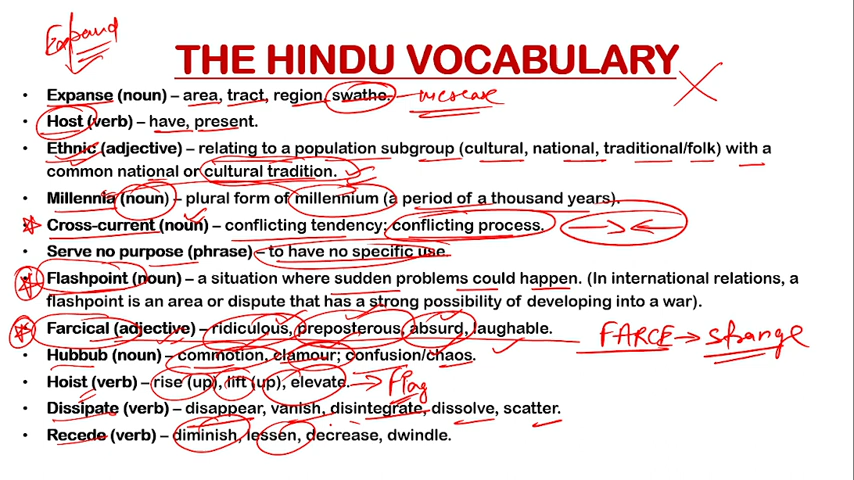 Expand
THE HINDU VOCABULARY
• Expanse (noun) – area, tract, region, swathe. – increase
• Host (verb) – have, present.
• Ethnic (adjective) – relating to a population subgroup (cultural, national, traditional/folk) with a
common national or cultural tradition.
• Millennia (noun) – plural form of millennium (a period of a thousand years).
• Cross-current (noun) – conflicting tendency; conflicting process.
• Serve no purpose (phrase) – to have no specific use.
• Flashpoint (noun) – a situation where sudden problems could happen. (In international relations, a
flashpoint is an area or dispute that has a strong possibility of developing into a war).
• Farcical (adjective) – ridiculous, preposterous, absurd, laughable. FARCE → strange
• Hubbub (noun) – commotion, clamour; confusion/chaos.
• Hoist (verb) – rise (up), lift (up), elevate. → flag
• Dissipate (verb) – disappear, vanish, disintegrate, dissolve, scatter.
• Recede (verb) – diminish, lessen, decrease, dwindle.